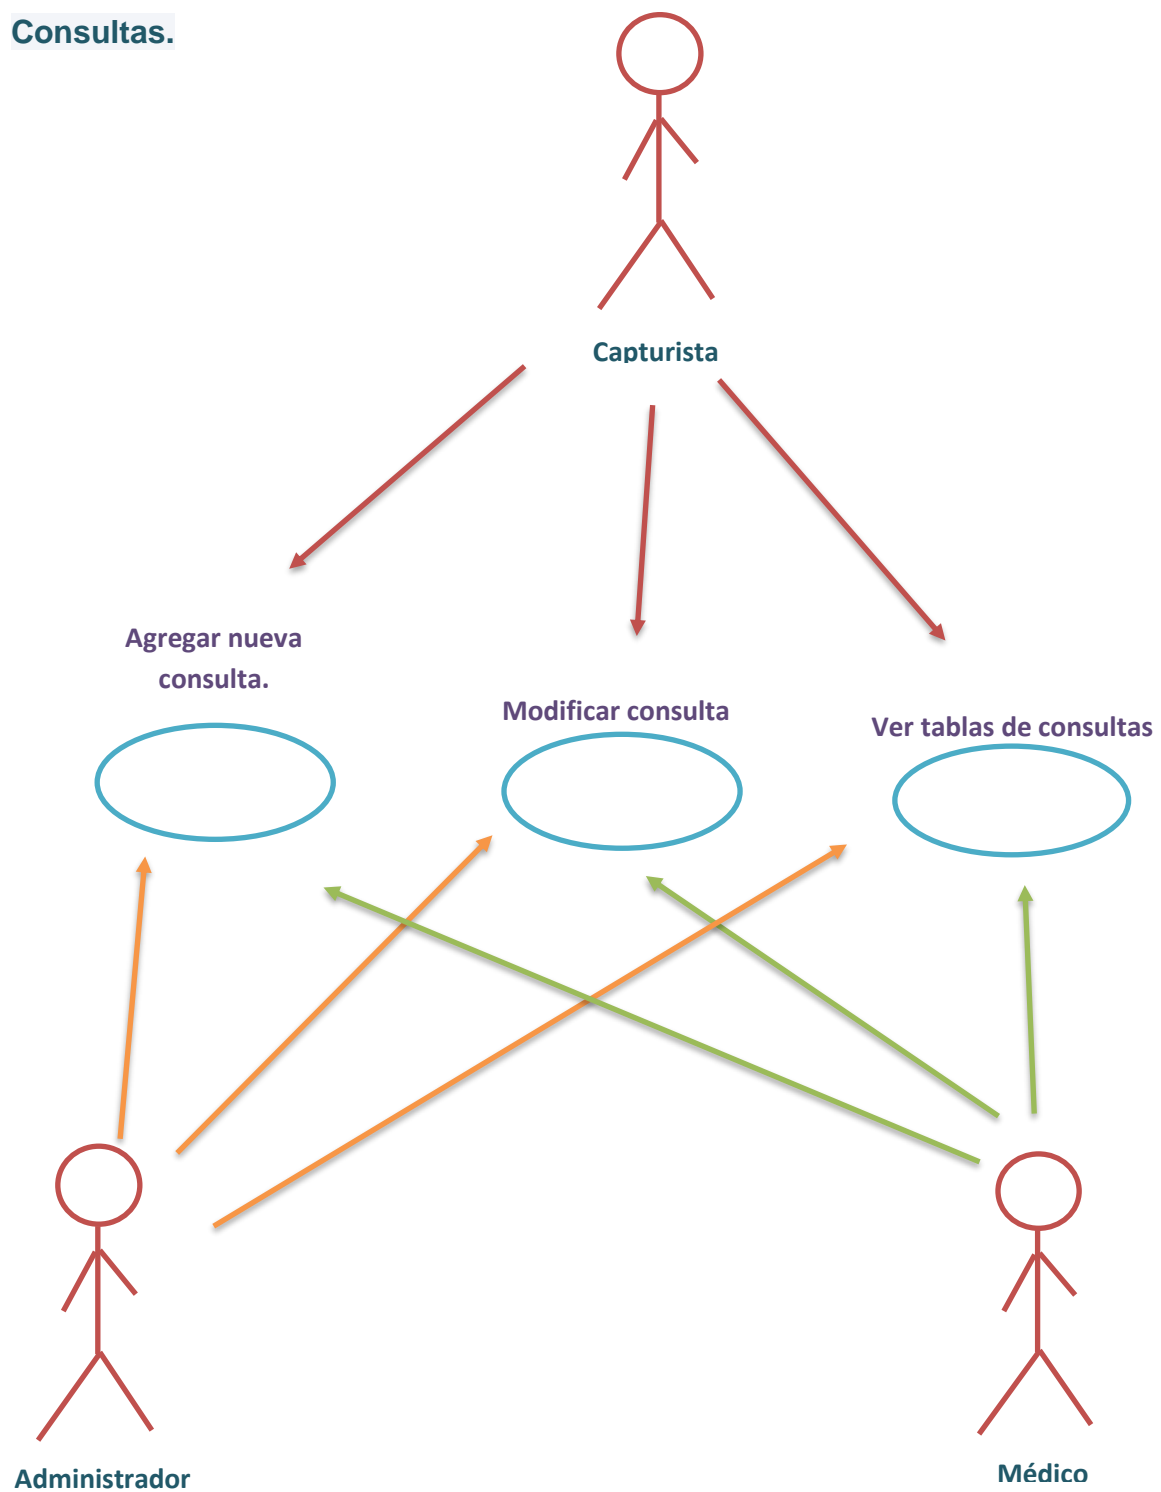 Consultas.
Capturista
Agregar nueva
consulta.
Modificar consulta
Ver tablas de consultas
Administrador
Médico